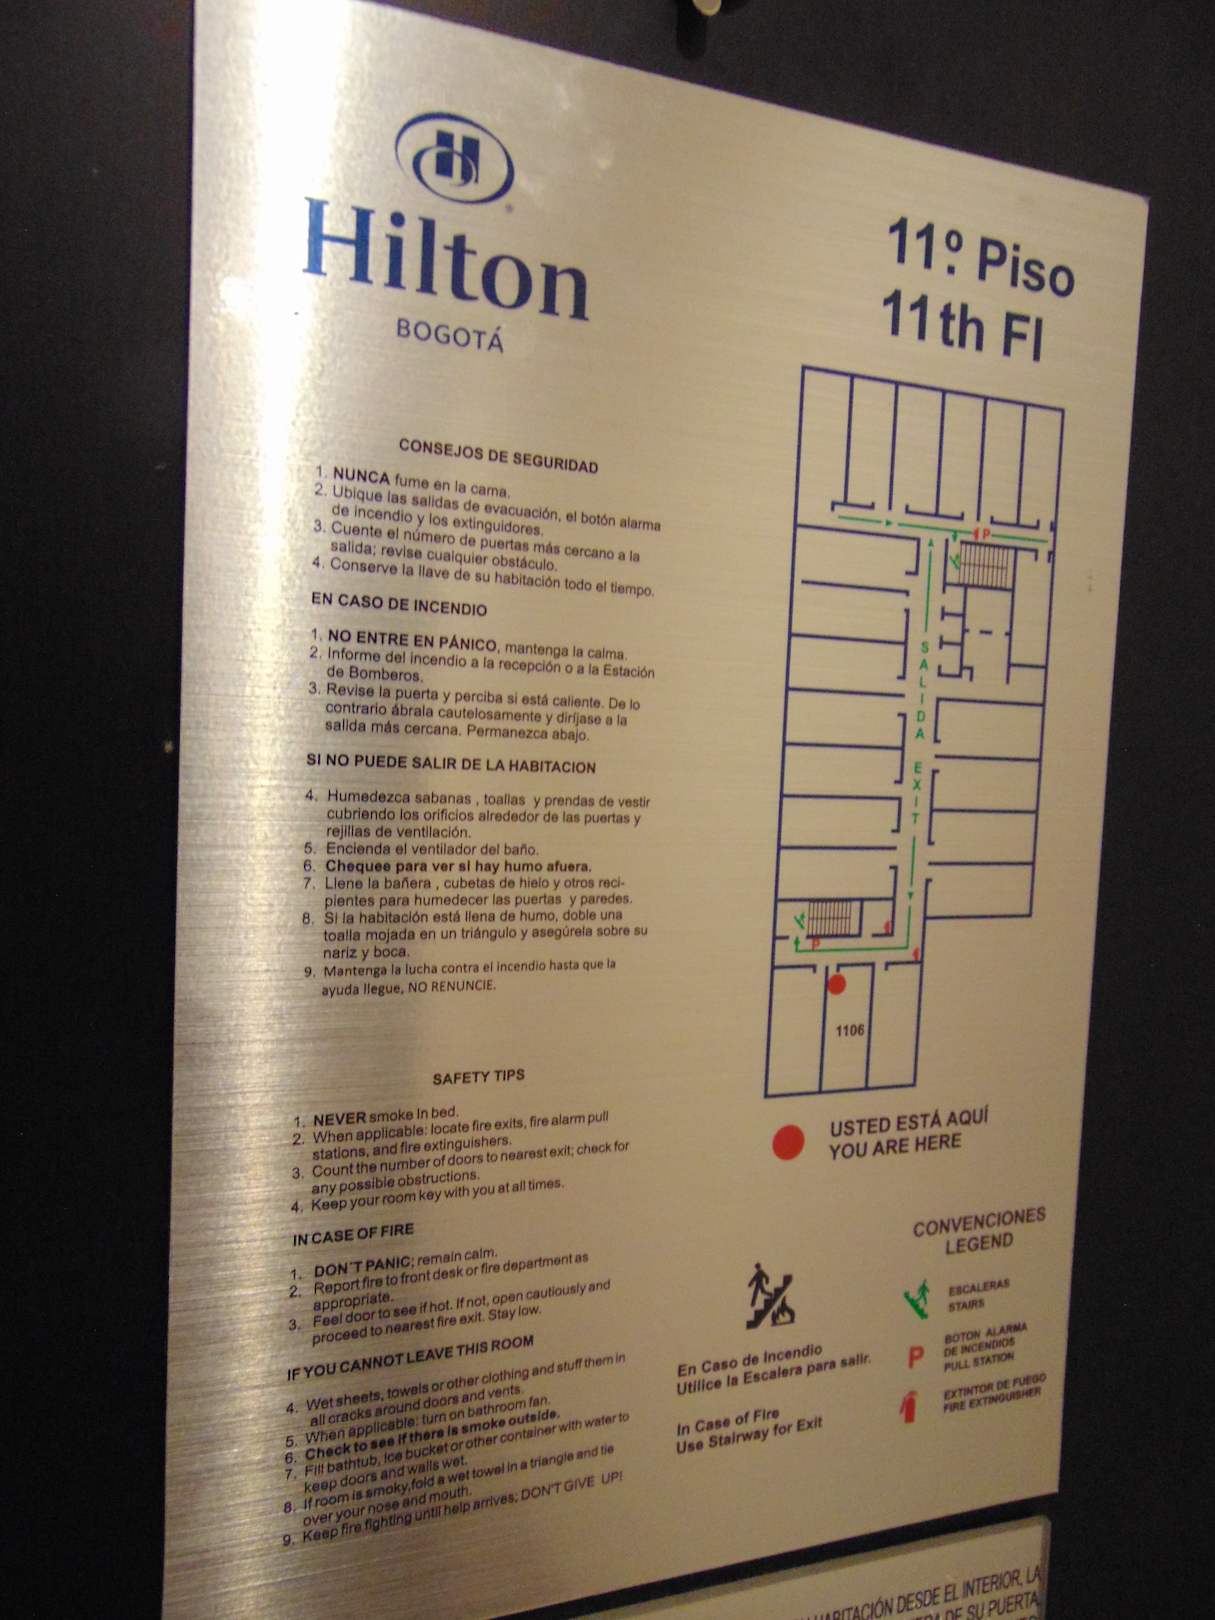 Hilton
BOGOTÁ
11º Piso
11th Fl
CONSEJOS DE SEGURIDAD
1. NUNCA fume en la cama.
2. Ubique las salidas de evacuación, el botón alarma
de incendio y los extinguidores.
3. Cuente el número de puertas más cercano a la
salida; revise cualquier obstáculo.
4. Conserve la llave de su habitación todo el tiempo.
EN CASO DE INCENDIO
1. NO ENTRE EN PÁNICO, mantenga la calma.
2. Informe del incendio a la recepción o a la Estación
de Bomberos.
3. Revise la puerta y perciba si está caliente. De lo
contrario ábrala cautelosamente y diríjase a la
salida más cercana. Permanezca abajo.
SI NO PUEDE SALIR DE LA HABITACION
4. Humedezca sabanas , toallas y prendas de vestir
cubriendo los orificios alrededor de las puertas y
rejillas de ventilación.
5. Encienda el ventilador del baño.
6. Chequee para ver si hay humo afuera.
7. Llene la bañera , cubetas de hielo y otros reci-
pientes para humedecer las puertas y paredes.
8. Si la habitación está llena de humo, doble una
toalla mojada en un triángulo y asegúrela sobre su
nariz y boca.
9. Mantenga la lucha contra el incendio hasta que la
ayuda llegue, NO RENUNCIE.
SAFETY TIPS
1. NEVER smoke In bed.
2. When applicable: locate fire exits, fire alarm pull
stations, and fire extinguishers.
3. Count the number of doors to nearest exit; check for
any possible obstructions.
4. Keep your room key with you at all times.
IN CASE OF FIRE
1. DON´T PANIC; remain calm.
2. Report fire to front desk or fire department as
appropriate.
3. Feel door to see if hot. If not, open cautiously and
proceed to nearest fire exit. Stay low.
IF YOU CANNOT LEAVE THIS ROOM
4. Wet sheets, towels or other clothing and stuff them in
all cracks around doors and vents.
5. When applicable: turn on bathroom fan.
6. Check to see if there is smoke outside.
7. Fill bathtub, ice bucket or other container with water to
keep doors and walls wet.
8. If room is smoky,fold a wet towel in a triangle and tie
over your nose and mouth.
9. Keep fire fighting until help arrives; DON'T GIVE UP!
P
SALIDA EXIT
P
1106
USTED ESTÁ AQUÍ
YOU ARE HERE
CONVENCIONES
LEGEND
ESCALERAS
STAIRS
P
BOTON ALARMA
DE INCENDIOS
PULL STATION
EXTINTOR DE FUEGO
FIRE EXTINGUISHER
En Caso de Incendio
Utilice la Escalera para salir.
In Case of Fire
Use Stairway for Exit
DESDE EL INTERIOR, LA
DE SU PUERTA,